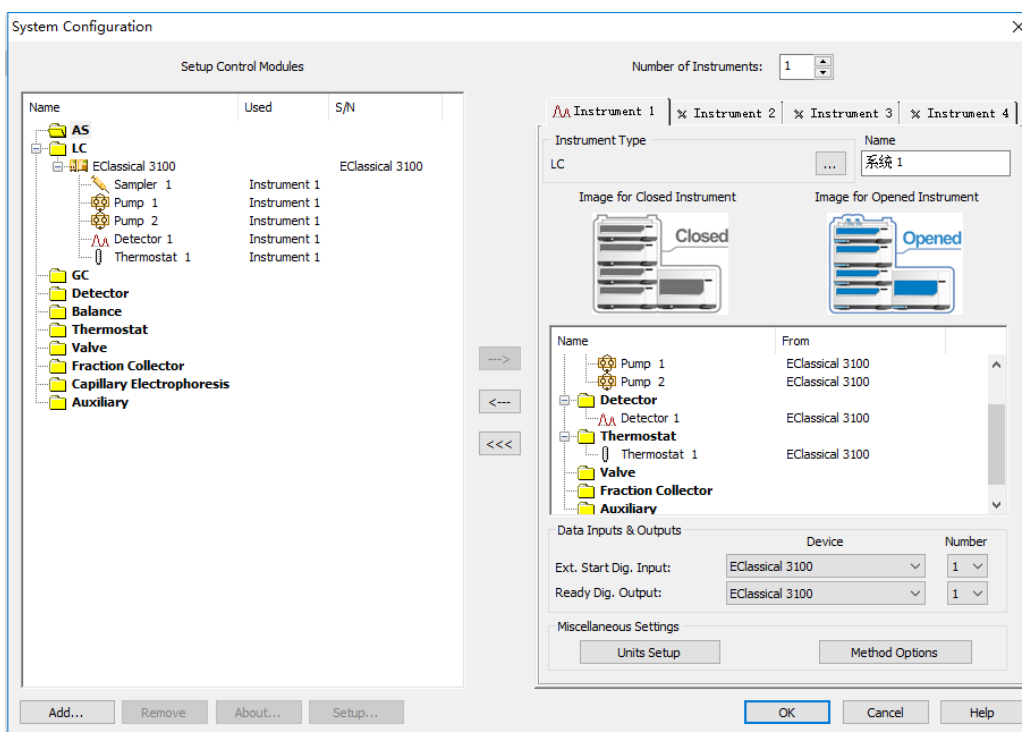 System Configuration
Setup Control Modules
Number of Instruments: 1
Name Used S/N
AS
LC
EClassical 3100 EClassical 3100
Sampler 1 Instrument 1
Pump 1 Instrument 1
Pump 2 Instrument 1
Detector 1 Instrument 1
Thermostat 1 Instrument 1
GC
Detector
Balance
Thermostat
Valve
Fraction Collector
Capillary Electrophoresis
Auxiliary
--->
<---
<<<
Instrument 1 Instrument 2 Instrument 3 Instrument 4
Instrument Type Name
LC ... 系统 1
Image for Closed Instrument Image for Opened Instrument
Closed Opened
Name From
Pump 1 EClassical 3100
Pump 2 EClassical 3100
Detector
Detector 1 EClassical 3100
Thermostat
Thermostat 1 EClassical 3100
Valve
Fraction Collector
Auxiliary
Data Inputs & Outputs
Device Number
Ext. Start Dig. Input: EClassical 3100 1
Ready Dig. Output: EClassical 3100 1
Miscellaneous Settings
Units Setup Method Options
Add... Remove About... Setup... OK Cancel Help